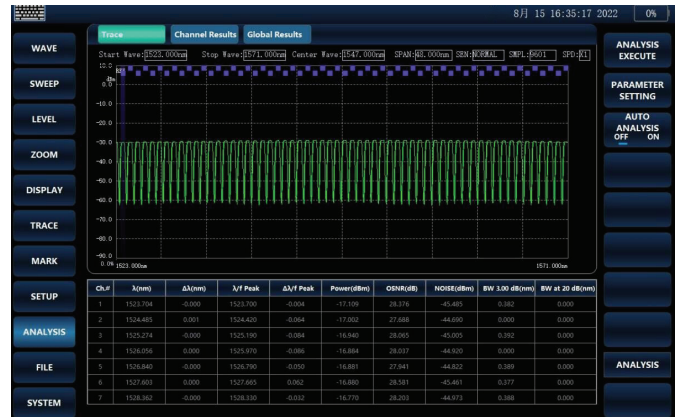 8月 15 16:35:17 2022 0%
WAVE
SWEEP
LEVEL
ZOOM
DISPLAY
TRACE
MARK
SETUP
ANALYSIS
FILE
SYSTEM
Trace Channel Results Global Results
Start Wave:1523.000nm Stop Wave:1571.000nm Center Wave:1547.000nm SPAN:48.000nm SEN:NORMAL SMPL:9601 SPD:X1
10.0
dBm
0.0
-10.0
-20.0
-30.0
-40.0
-50.0
-60.0
-70.0
-80.0
-90.0
1523.000nm 1571.000nm
Ch.# λ(nm) Δλ(nm) λ/f Peak Δλ/f Peak Power(dBm) OSNR(dB) NOISE(dBm) BW 3.00 dB(nm) BW at 20 dB(nm)
1 1523.704 -0.000 1523.700 -0.004 -17.109 28.376 -45.485 0.382 0.000
2 1524.485 0.001 1524.420 -0.064 -17.002 27.688 -44.690 0.000 0.000
3 1525.274 -0.000 1525.190 -0.084 -16.940 28.065 -45.005 0.392 0.000
4 1526.056 0.000 1525.970 -0.086 -16.884 28.037 -44.920 0.000 0.000
5 1526.840 -0.000 1526.790 -0.050 -16.881 27.941 -44.822 0.389 0.000
6 1527.603 0.000 1527.665 0.062 -16.880 28.581 -45.461 0.377 0.000
7 1528.362 -0.000 1528.330 -0.032 -16.770 28.203 -44.973 0.388 0.000
ANALYSIS
EXECUTE
PARAMETER
SETTING
AUTO
ANALYSIS
OFF ON
ANALYSIS